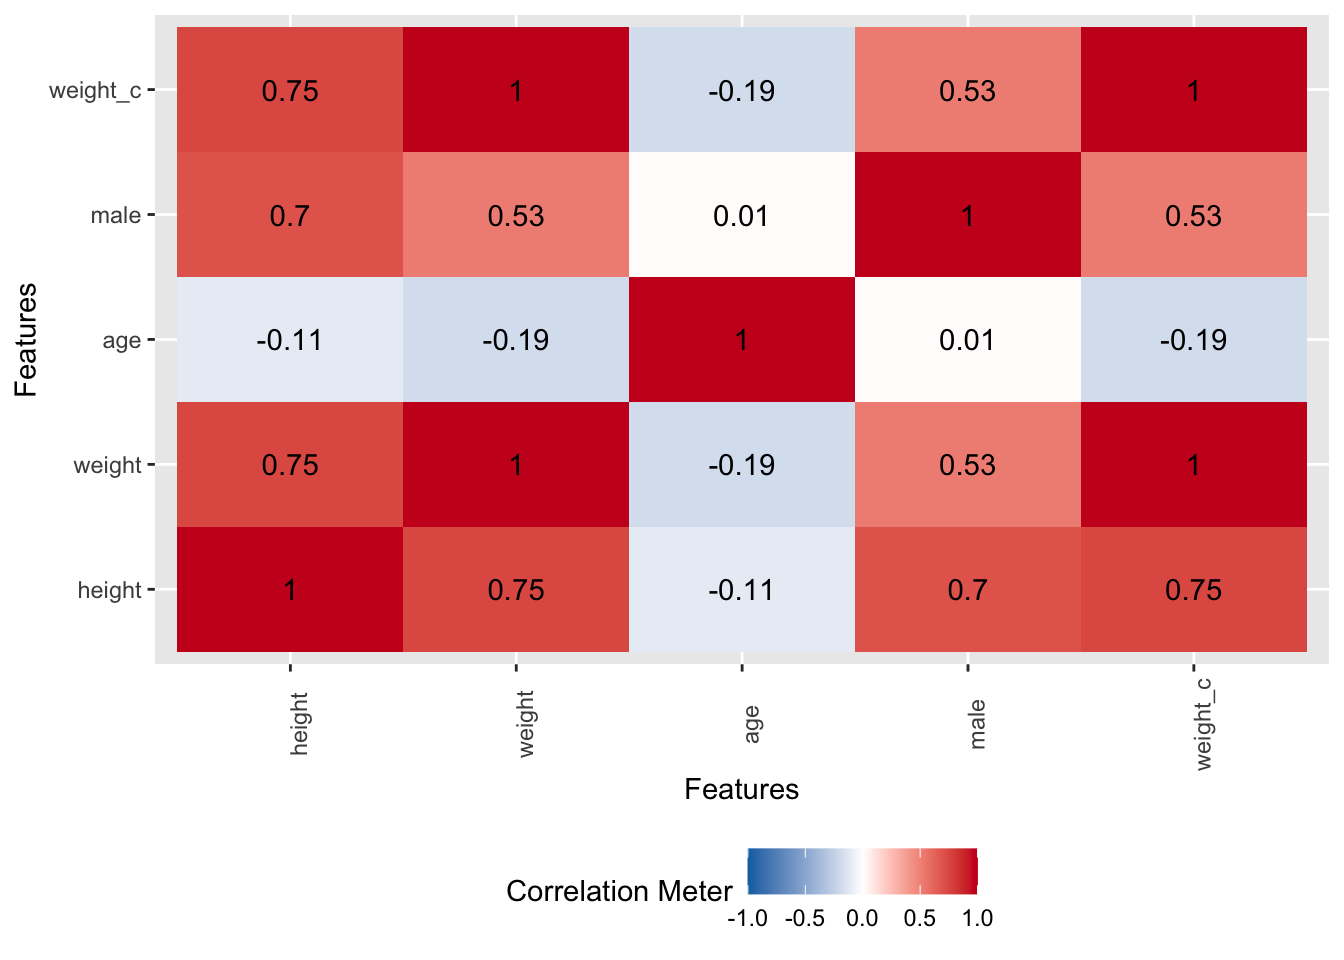 weight_c 0.75 1 -0.19 0.53 1
male 0.7 0.53 0.01 1 0.53
age -0.11 -0.19 1 0.01 -0.19
weight 0.75 1 -0.19 0.53 1
height 1 0.75 -0.11 0.7 0.75
Features
height weight age male weight_c
Features
Correlation Meter
-1.0 -0.5 0.0 0.5 1.0